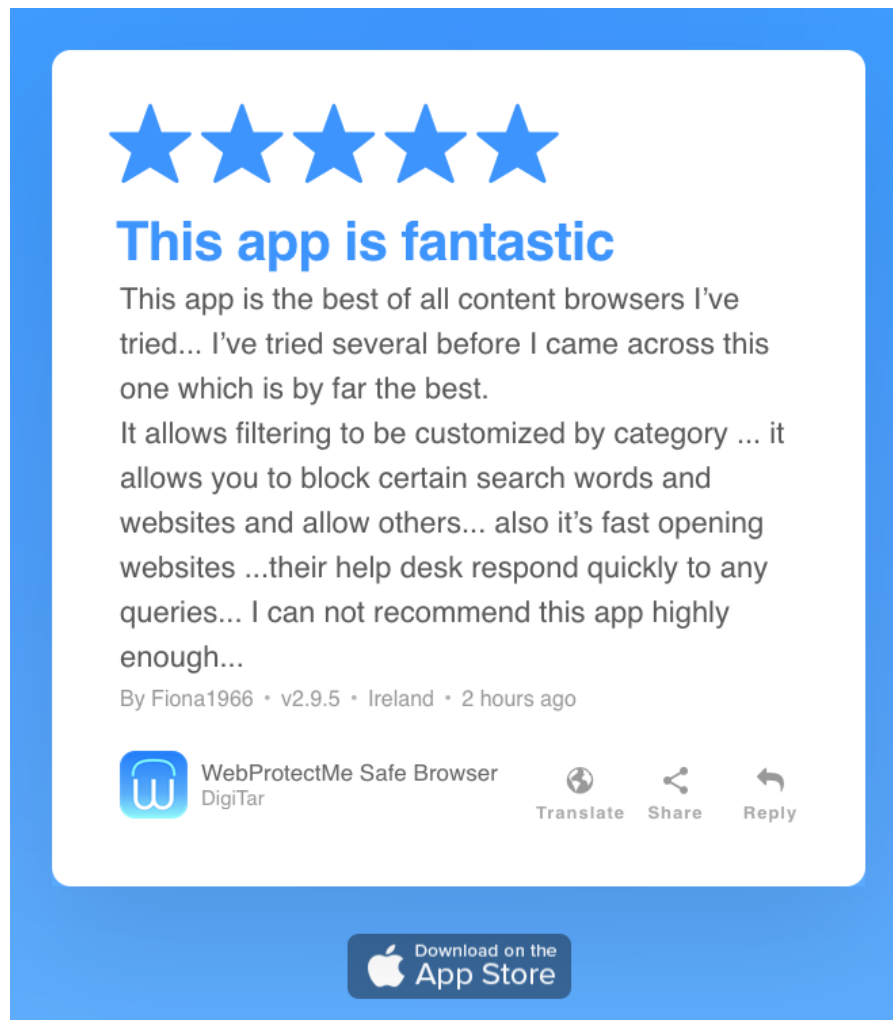 This app is fantastic
This app is the best of all content browsers I’ve
tried... I’ve tried several before I came across this
one which is by far the best.
It allows filtering to be customized by category ... it
allows you to block certain search words and
websites and allow others... also it’s fast opening
websites ...their help desk respond quickly to any
queries... I can not recommend this app highly
enough...
By Fiona1966 • v2.9.5 • Ireland • 2 hours ago
WebProtectMe Safe Browser
DigiTar
Translate Share Reply
Download on the
App Store